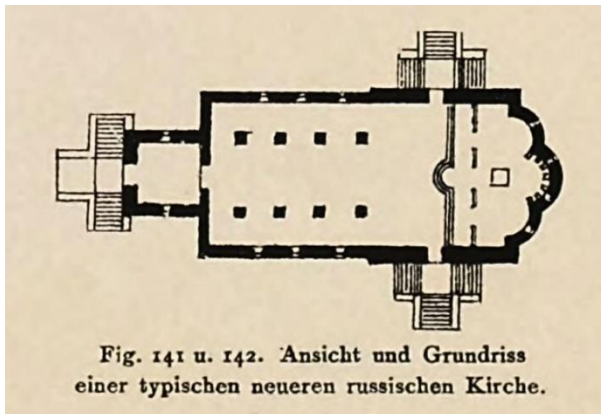 Fig. 141 u. 142. Ansicht und Grundriss
einer typischen neueren russischen Kirche.